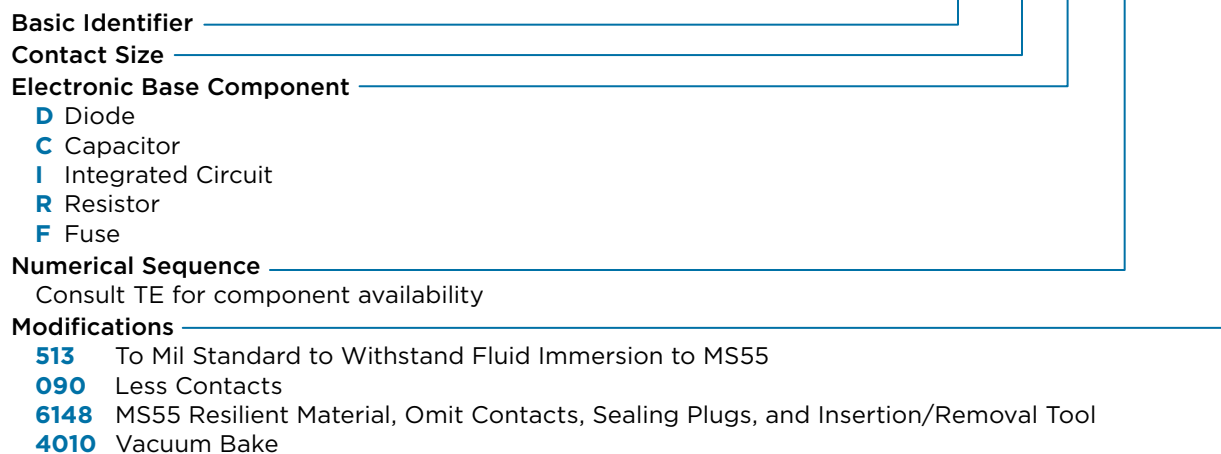 Basic Identifier
Contact Size
Electronic Base Component
D Diode
C Capacitor
I Integrated Circuit
R Resistor
F Fuse
Numerical Sequence
Consult TE for component availability
Modifications
513 To Mil Standard to Withstand Fluid Immersion to MS55
090 Less Contacts
6148 MS55 Resilient Material, Omit Contacts, Sealing Plugs, and Insertion/Removal Tool
4010 Vacuum Bake